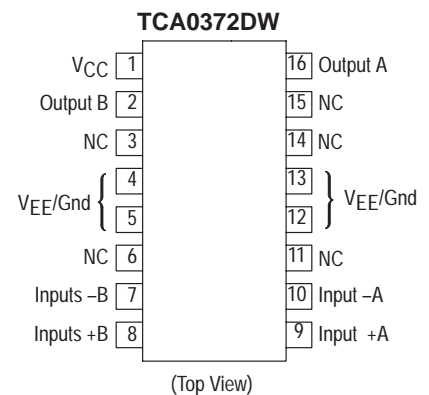 TCA0372DW
VCC 1 16 Output A
Output B 2 15 NC
NC 3 14 NC
4 13
VEE/Gnd { } VEE/Gnd
5 12
NC 6 11 NC
Inputs –B 7 10 Input –A
Inputs +B 8 9 Input +A
(Top View)